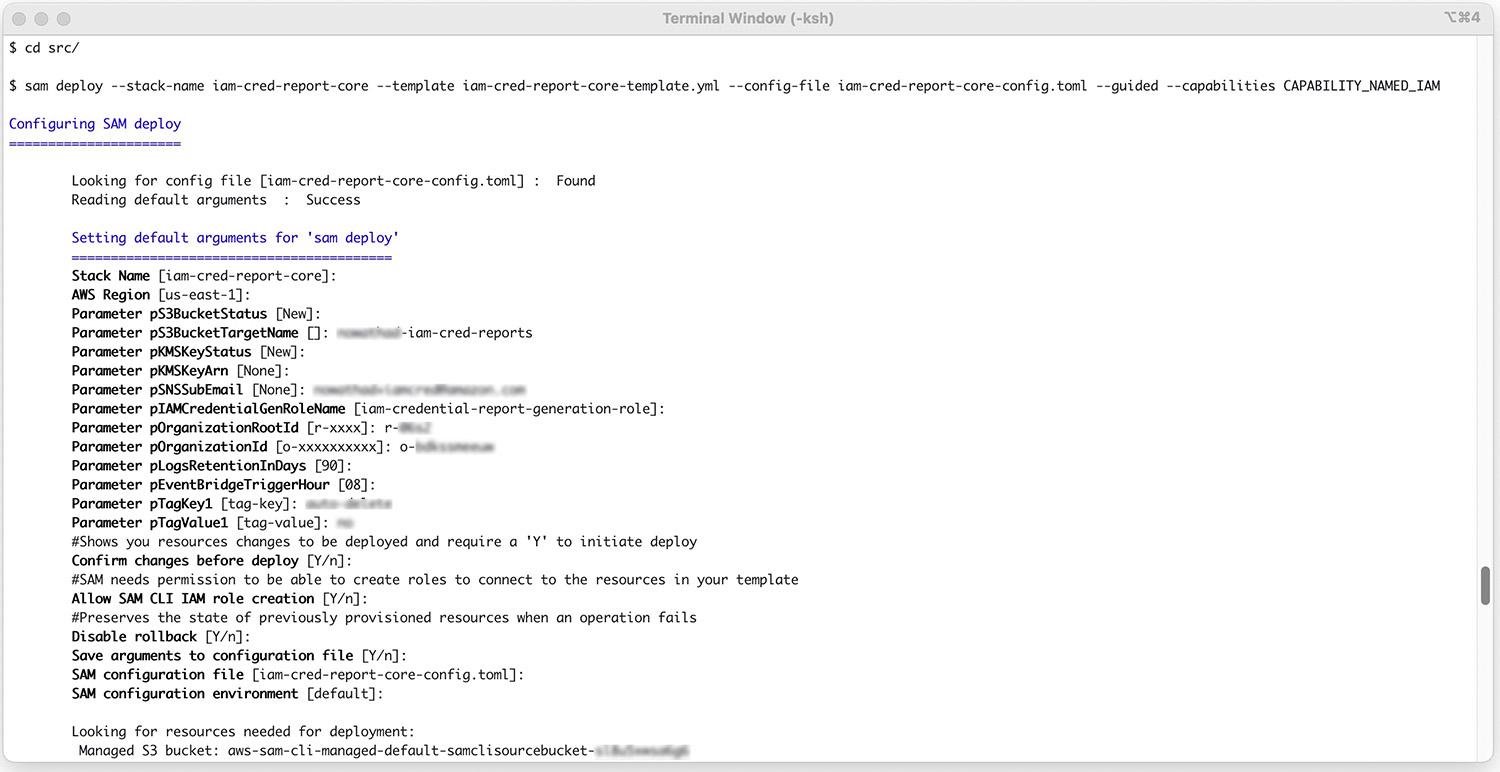 Terminal Window (-ksh)
⌥⌘4
$ cd src/
$ sam deploy --stack-name iam-cred-report-core --template iam-cred-report-core-template.yml --config-file iam-cred-report-core-config.toml --guided --capabilities CAPABILITY_NAMED_IAM
Configuring SAM deploy
======================
Looking for config file [iam-cred-report-core-config.toml] :  Found
Reading default arguments  :  Success
Setting default arguments for 'sam deploy'
=========================================
Stack Name [iam-cred-report-core]:
AWS Region [us-east-1]:
Parameter pS3BucketStatus [New]:
Parameter pS3BucketTargetName []: -iam-cred-reports
Parameter pKMSKeyStatus [New]:
Parameter pKMSKeyArn [None]:
Parameter pSNSSubEmail [None]:
Parameter pIAMCredentialGenRoleName [iam-credential-report-generation-role]:
Parameter pOrganizationRootId [r-xxxx]: r-
Parameter pOrganizationId [o-xxxxxxxxxx]: o-
Parameter pLogsRetentionInDays [90]:
Parameter pEventBridgeTriggerHour [08]:
Parameter pTagKey1 [tag-key]:
Parameter pTagValue1 [tag-value]:
#Shows you resources changes to be deployed and require a 'Y' to initiate deploy
Confirm changes before deploy [Y/n]:
#SAM needs permission to be able to create roles to connect to the resources in your template
Allow SAM CLI IAM role creation [Y/n]:
#Preserves the state of previously provisioned resources when an operation fails
Disable rollback [Y/n]:
Save arguments to configuration file [Y/n]:
SAM configuration file [iam-cred-report-core-config.toml]:
SAM configuration environment [default]:
Looking for resources needed for deployment:
Managed S3 bucket: aws-sam-cli-managed-default-samclisourcebucket-